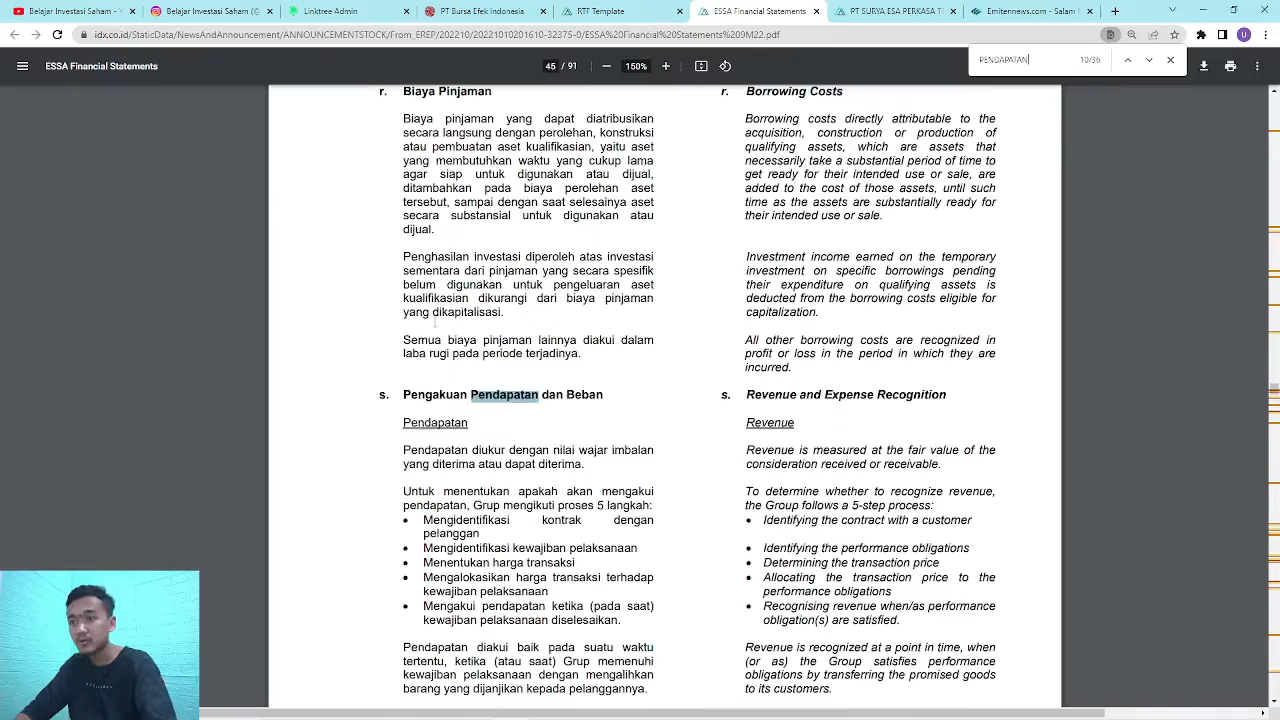 Belajar Investasi Saham - Y
Belajar Investasi Saham (@
Linktree Admin
PT Bursa Efek Indonesia
RTF Template
ESSA Financial Statements
PT SURYA ESA PERKASA T
Emitennews.com - Salam
idx.co.id/StaticData/NewsAndAnnouncement/ANNOUNCEMENTSTOCK/From_EREP/202210/20221010201610-32375-0/ESSA%20Financial%20Statements%209M22.pdf
U
ESSA Financial Statements
45 / 91
150%
PENDAPATAN
10/36
r. Biaya Pinjaman
Biaya pinjaman yang dapat diatribusikan
secara langsung dengan perolehan, konstruksi
atau pembuatan aset kualifikasian, yaitu aset
yang membutuhkan waktu yang cukup lama
agar siap untuk digunakan atau dijual,
ditambahkan pada biaya perolehan aset
tersebut, sampai dengan saat selesainya aset
secara substansial untuk digunakan atau
dijual.
Penghasilan investasi diperoleh atas investasi
sementara dari pinjaman yang secara spesifik
belum digunakan untuk pengeluaran aset
kualifikasian dikurangi dari biaya pinjaman
yang dikapitalisasi.
Semua biaya pinjaman lainnya diakui dalam
laba rugi pada periode terjadinya.
s. Pengakuan Pendapatan dan Beban
Pendapatan
Pendapatan diukur dengan nilai wajar imbalan
yang diterima atau dapat diterima.
Untuk menentukan apakah akan mengakui
pendapatan, Grup mengikuti proses 5 langkah:
• Mengidentifikasi kontrak dengan
pelanggan
• Mengidentifikasi kewajiban pelaksanaan
• Menentukan harga transaksi
• Mengalokasikan harga transaksi terhadap
kewajiban pelaksanaan
• Mengakui pendapatan ketika (pada saat)
kewajiban pelaksanaan diselesaikan.
Pendapatan diakui baik pada suatu waktu
tertentu, ketika (atau saat) Grup memenuhi
kewajiban pelaksanaan dengan mengalihkan
barang yang dijanjikan kepada pelanggannya.
r. Borrowing Costs
Borrowing costs directly attributable to the
acquisition, construction or production of
qualifying assets, which are assets that
necessarily take a substantial period of time to
get ready for their intended use or sale, are
added to the cost of those assets, until such
time as the assets are substantially ready for
their intended use or sale.
Investment income earned on the temporary
investment on specific borrowings pending
their expenditure on qualifying assets is
deducted from the borrowing costs eligible for
capitalization.
All other borrowing costs are recognized in
profit or loss in the period in which they are
incurred.
s. Revenue and Expense Recognition
Revenue
Revenue is measured at the fair value of the
consideration received or receivable.
To determine whether to recognize revenue,
the Group follows a 5-step process:
• Identifying the contract with a customer
• Identifying the performance obligations
• Determining the transaction price
• Allocating the transaction price to the
performance obligations
• Recognising revenue when/as performance
obligation(s) are satisfied.
Revenue is recognized at a point in time, when
(or as) the Group satisfies performance
obligations by transferring the promised goods
to its customers.